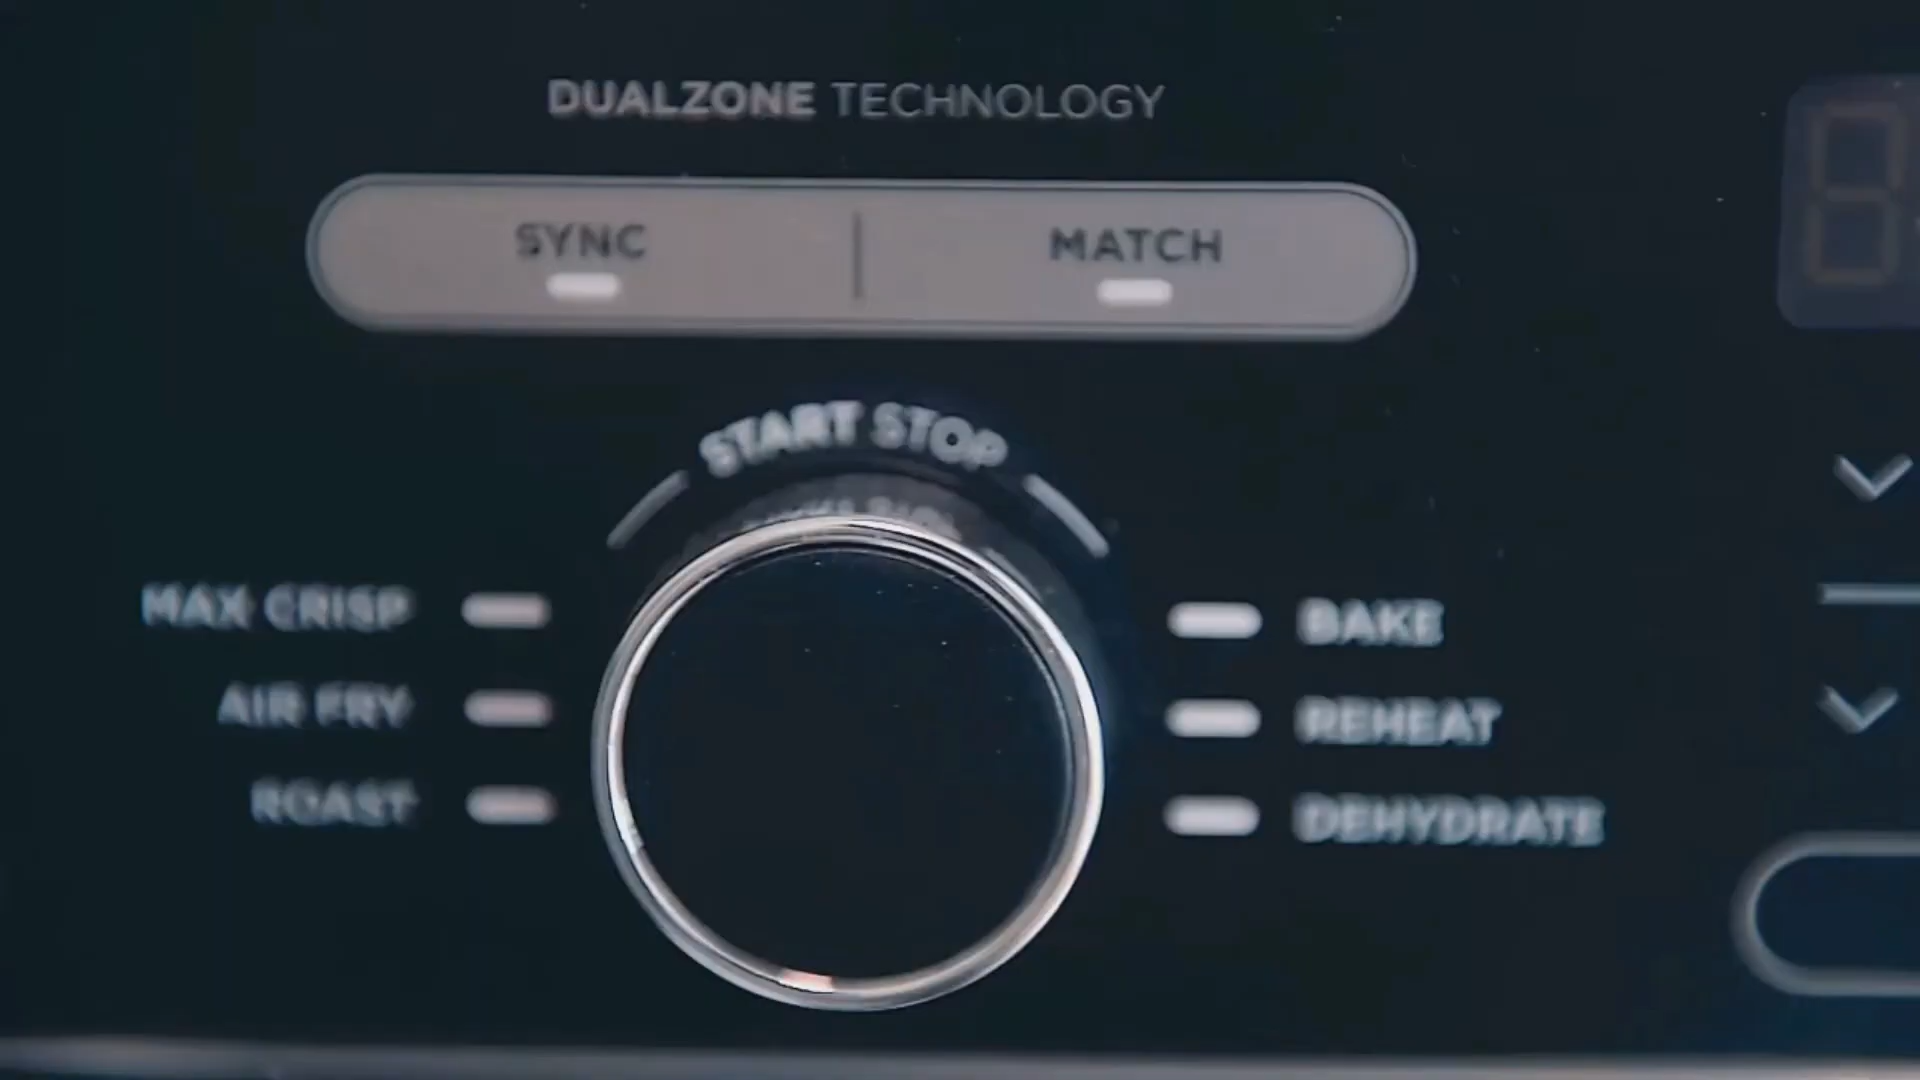 DUALZONE TECHNOLOGY
SYNC MATCH
START STOP
MAX CRISP BAKE
AIR FRY REHEAT
ROAST DEHYDRATE